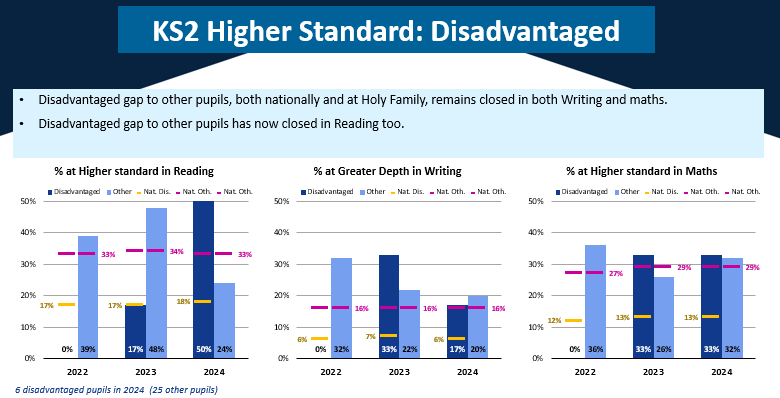 KS2 Higher Standard: Disadvantaged
• Disadvantaged gap to other pupils, both nationally and at Holy Family, remains closed in both Writing and maths.
• Disadvantaged gap to other pupils has now closed in Reading too.
% at Higher standard in Reading
Disadvantaged Other Nat. Dis. Nat. Oth. Nat. Oth.
50%
40%
30%
20%
10%
0%
17% 33% 17% 34% 18% 33%
0% 39% 17% 48% 50% 24%
2022 2023 2024
% at Greater Depth in Writing
Disadvantaged Other Nat. Dis. Nat. Oth. Nat. Oth.
50%
40%
30%
20%
10%
0%
6% 16% 7% 16% 6% 16%
0% 32% 33% 22% 17% 20%
2022 2023 2024
% at Higher standard in Maths
Disadvantaged Other Nat. Dis. Nat. Oth. Nat. Oth.
50%
40%
30%
20%
10%
0%
12% 27% 13% 29% 13% 29%
0% 36% 33% 26% 33% 32%
2022 2023 2024
6 disadvantaged pupils in 2024 (25 other pupils)